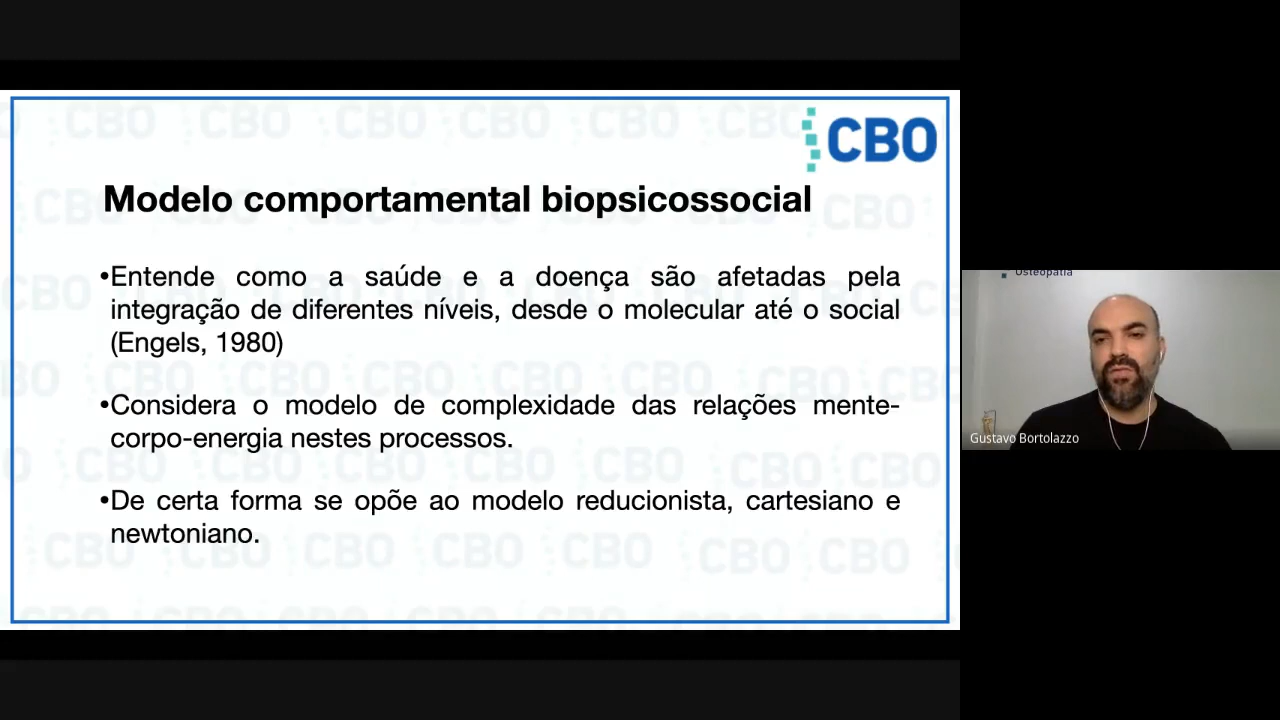 CBO
Modelo comportamental biopsicossocial
•Entende como a saúde e a doença são afetadas pela
integração de diferentes níveis, desde o molecular até o social
(Engels, 1980)
•Considera o modelo de complexidade das relações mente-
corpo-energia nestes processos.
•De certa forma se opõe ao modelo reducionista, cartesiano e
newtoniano.
Osteopatia
Gustavo Bortolazzo